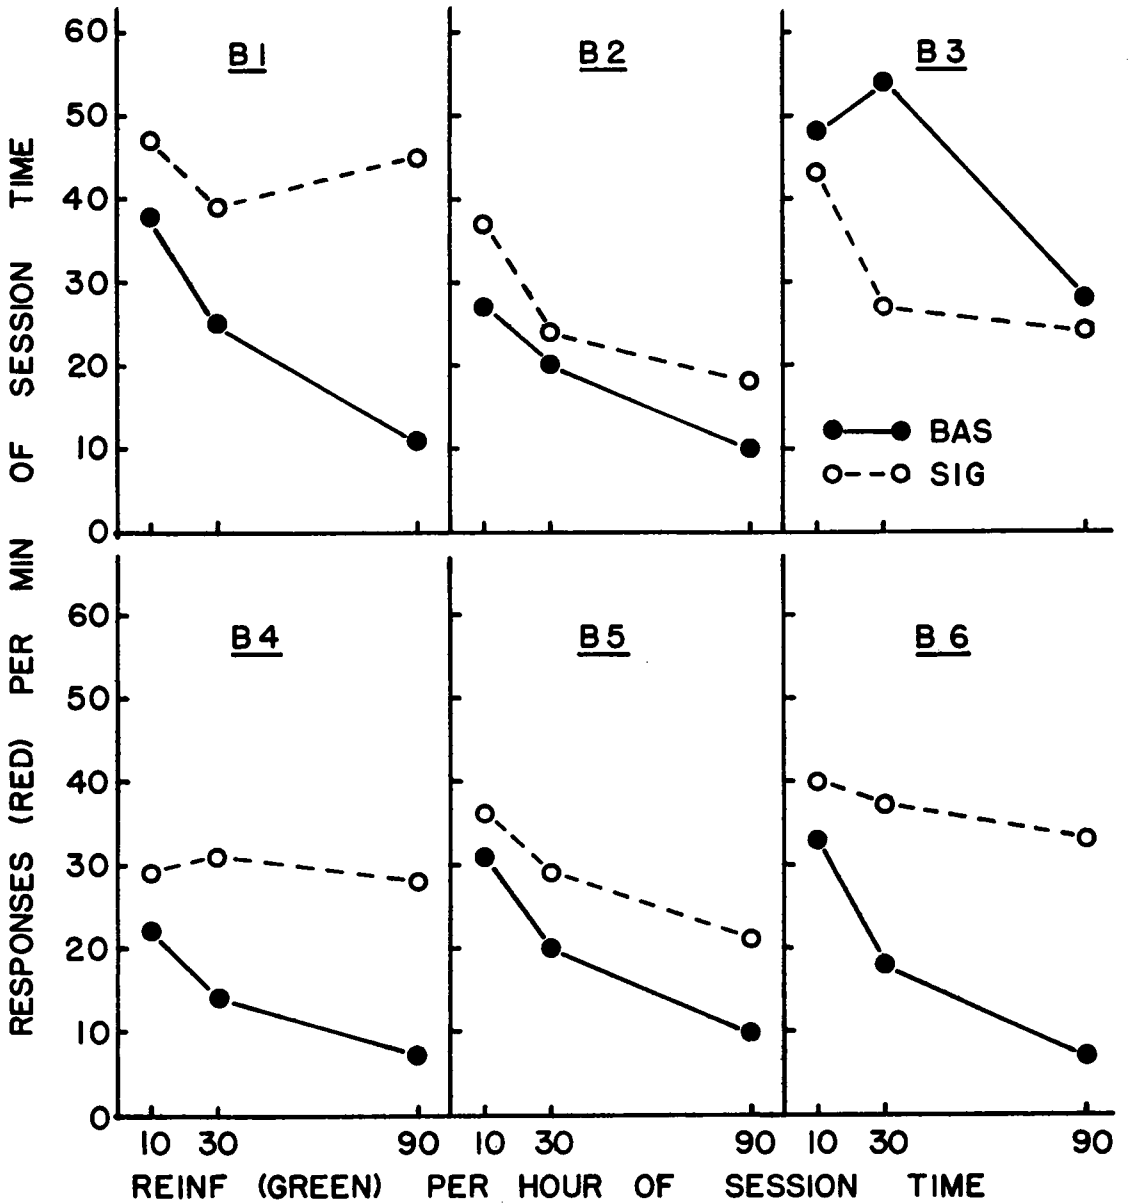 RESPONSES (RED) PER MIN OF SESSION TIME
B1
B2
B3
60
50
40
30
20
10
0
BAS
SIG
B4
B5
B6
60
50
40
30
20
10
0
10 30 90
10 30 90
10 30 90
REINF (GREEN) PER HOUR OF SESSION TIME